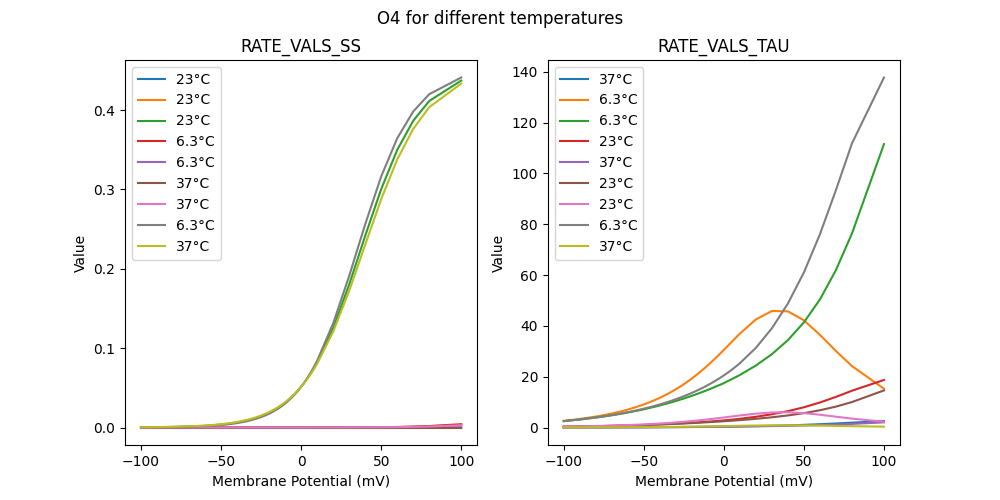 O4 for different temperatures
RATE_VALS_SS
23°C
23°C
23°C
6.3°C
6.3°C
37°C
37°C
6.3°C
37°C
0.4
0.3
0.2
0.1
0.0
Value
−100
−50
0
50
100
Membrane Potential (mV)
RATE_VALS_TAU
37°C
6.3°C
6.3°C
23°C
37°C
23°C
23°C
6.3°C
37°C
140
120
100
80
60
40
20
0
Value
−100
−50
0
50
100
Membrane Potential (mV)